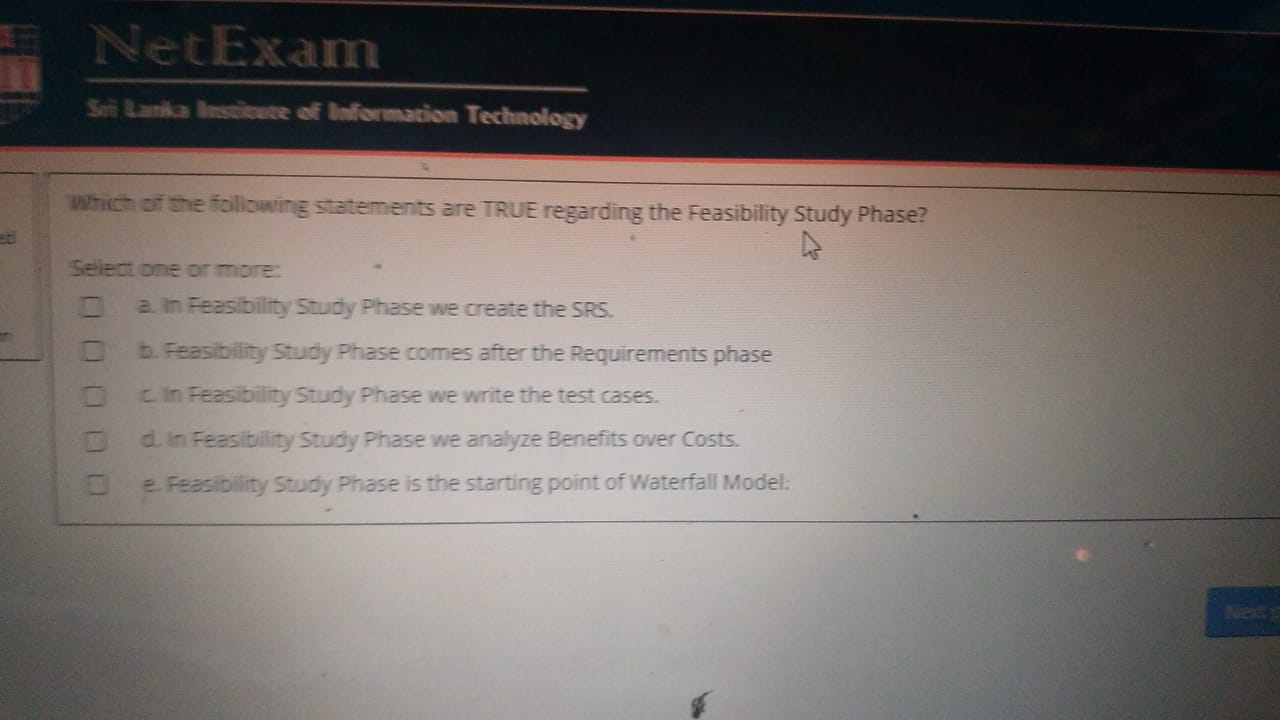 NetExam
Sri Lanka Institute of Information Technology
Which of the following statements are TRUE regarding the Feasibility Study Phase?
Select one or more:
a. In Feasibility Study Phase we create the SRS.
b. Feasibility Study Phase comes after the Requirements phase
c. In Feasibility Study Phase we write the test cases.
d. In Feasibility Study Phase we analyze Benefits over Costs.
e. Feasibility Study Phase is the starting point of Waterfall Model:
Next